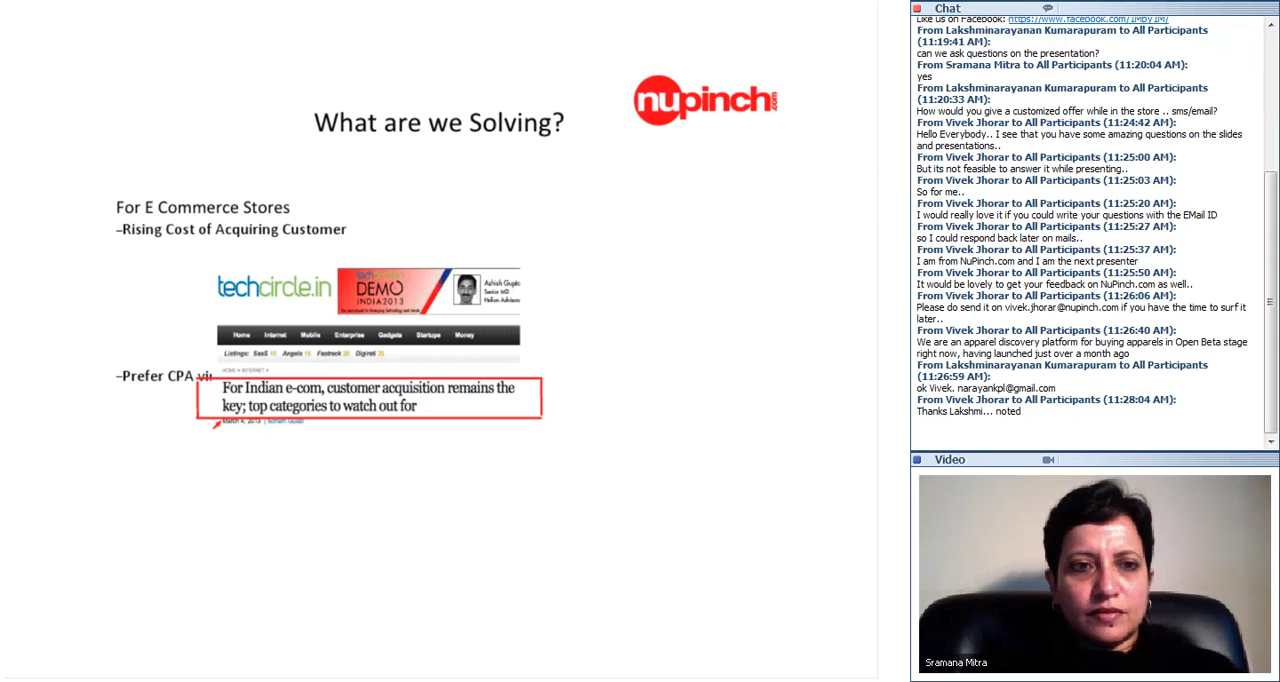 What are we Solving?
nupinch.com
For E Commerce Stores
–Rising Cost of Acquiring Customer
techcircle.in
DEMO
INDIA 2013
Ashish Gupta
Senior MD
Helion Advisors
Home Internet Mobile Enterprise Gadgets Startups Money
Listings: SaaS Angels Fastrack Digital
HOME > INTERNET >
–Prefer CPA
For Indian e-com, customer acquisition remains the
key; top categories to watch out for
March 4, 2013 |
Chat
Like us on Facebook: https://www.facebook.com/1Mby1M/
From Lakshminarayanan Kumarapuram to All Participants
(11:19:41 AM):
can we ask questions on the presentation?
From Sramana Mitra to All Participants (11:20:04 AM):
yes
From Lakshminarayanan Kumarapuram to All Participants
(11:20:33 AM):
How would you give a customized offer while in the store .. sms/email?
From Vivek Jhorar to All Participants (11:24:42 AM):
Hello Everybody.. I see that you have some amazing questions on the slides
and presentations..
From Vivek Jhorar to All Participants (11:25:00 AM):
But its not feasible to answer it while presenting..
From Vivek Jhorar to All Participants (11:25:03 AM):
So for me..
From Vivek Jhorar to All Participants (11:25:20 AM):
I would really love it if you could write your questions with the EMail ID
From Vivek Jhorar to All Participants (11:25:27 AM):
so I could respond back later on mails..
From Vivek Jhorar to All Participants (11:25:37 AM):
I am from NuPinch.com and I am the next presenter
From Vivek Jhorar to All Participants (11:25:50 AM):
It would be lovely to get your feedback on NuPinch.com as well..
From Vivek Jhorar to All Participants (11:26:06 AM):
Please do send it on vivek.jhorar@nupinch.com if you have the time to surf it
later..
From Vivek Jhorar to All Participants (11:26:40 AM):
We are an apparel discovery platform for buying apparels in Open Beta stage
right now, having launched just over a month ago
From Lakshminarayanan Kumarapuram to All Participants
(11:26:59 AM):
ok Vivek. narayankpl@gmail.com
From Vivek Jhorar to All Participants (11:28:04 AM):
Thanks Lakshmi... noted
Video
Sramana Mitra